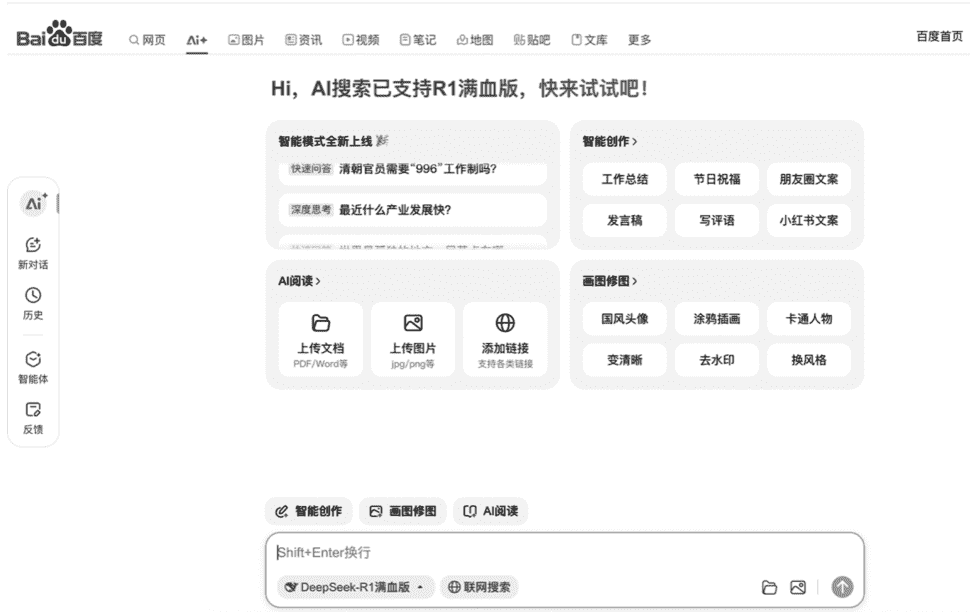 Bai du 百度 网页 Ai+ 图片 资讯 视频 笔记 地图 贴吧 文库 更多 百度首页
Hi，AI搜索已支持R1满血版，快来试试吧！
智能模式全新上线
快速问答 清朝官员需要“996”工作制吗？
深度思考 最近什么产业发展快？
智能创作>
工作总结 节日祝福 朋友圈文案
发言稿 写评语 小红书文案
Ai+
新对话
历史
智能体
反馈
AI阅读>
上传文档 上传图片 添加链接
PDF/Word等 jpg/png等 支持各类链接
画图修图>
国风头像 涂鸦插画 卡通人物
变清晰 去水印 换风格
智能创作 画图修图 AI阅读
Shift+Enter换行
DeepSeek-R1满血版 联网搜索